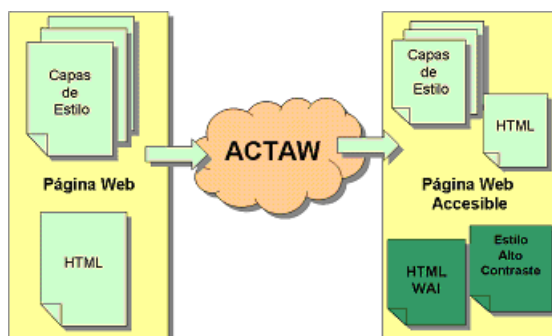 Capas
de
Estilo
Página Web
HTML
ACTAW
Capas
de
Estilo
HTML
Página Web
Accesible
HTML
WAI
Estilo
Alto
Contraste